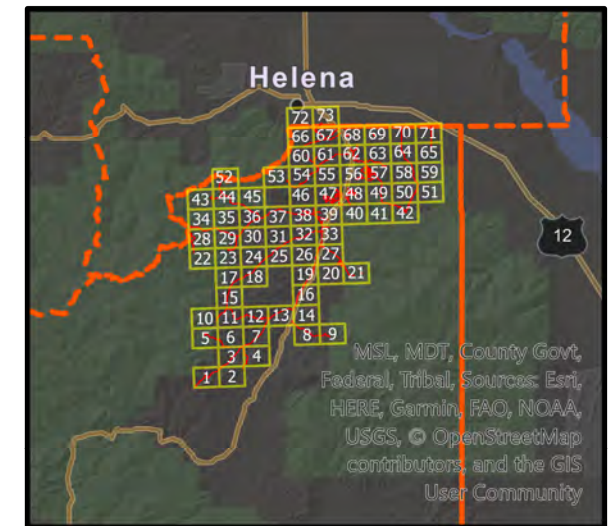 Helena
72 73
66 67 68 69 70 71
60 61 62 63 64 65
52 53 54 55 56 57 58 59
43 44 45 46 47 48 49 50 51
34 35 36 37 38 39 40 41 42
28 29 30 31 32 33
22 23 24 25 26 27
17 18 19 20 21
15 16
10 11 12 13 14
5 6 7 8 9
3 4
1 2
12
MSL, MDT, County Govt,
Federal, Tribal, Sources: Esri,
HERE, Garmin, FAO, NOAA,
USGS, © OpenStreetMap
contributors, and the GIS
User Community